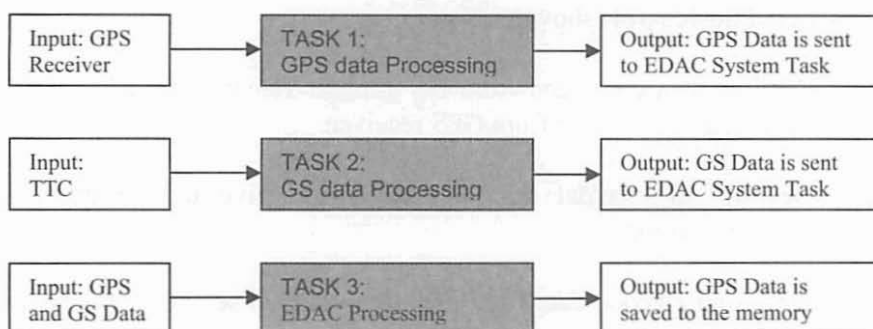 Input: GPS
Receiver
TASK 1:
GPS data Processing
Output: GPS Data is sent
to EDAC System Task
Input:
TTC
TASK 2:
GS data Processing
Output: GS Data is sent
to EDAC System Task
Input: GPS
and GS Data
TASK 3:
EDAC Processing
Output: GPS Data is
saved to the memory